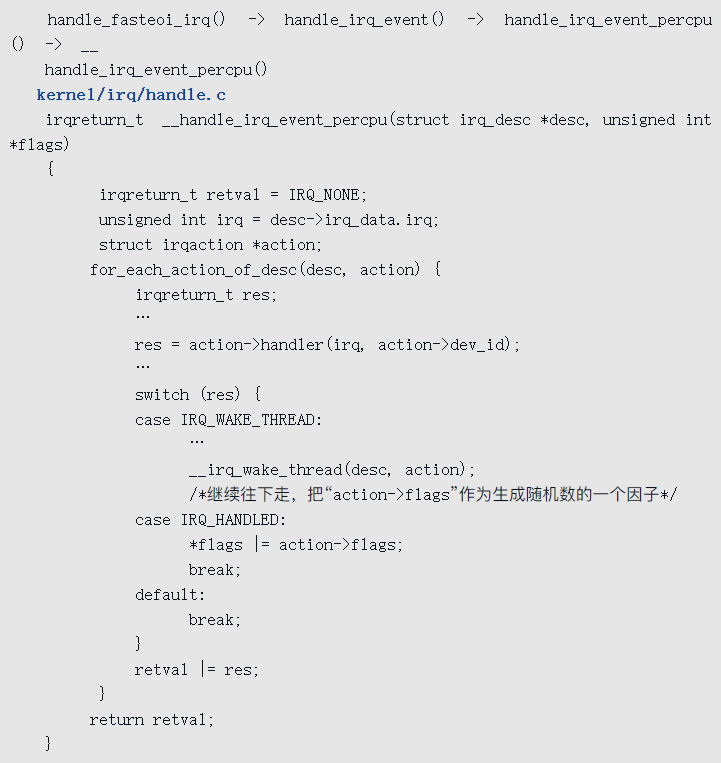 handle_fasteoi_irq() -> handle_irq_event() -> handle_irq_event_percpu
() -> __
handle_irq_event_percpu()
kernel/irq/handle.c
irqreturn_t __handle_irq_event_percpu(struct irq_desc *desc, unsigned int
*flags)
{
irqreturn_t retval = IRQ_NONE;
unsigned int irq = desc->irq_data.irq;
struct irqaction *action;
for_each_action_of_desc(desc, action) {
irqreturn_t res;
…
res = action->handler(irq, action->dev_id);
…
switch (res) {
case IRQ_WAKE_THREAD:
…
__irq_wake_thread(desc, action);
/*继续往下走，把“action->flags”作为生成随机数的一个因子*/
case IRQ_HANDLED:
*flags |= action->flags;
break;
default:
break;
}
retval |= res;
}
return retval;
}